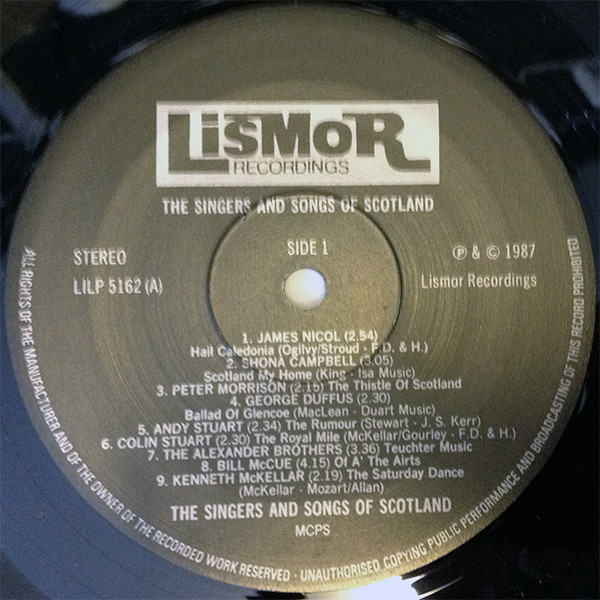 LISMOR
RECORDINGS
THE SINGERS AND SONGS OF SCOTLAND
SIDE 1
STEREO
LILP 5162 (A)
℗ & © 1987
Lismor Recordings
1. JAMES NICOL (2.54)
Hail Caledonia (Ogilvy/Stroud - F.D. & H.)
2. SHONA CAMPBELL (3.05)
Scotland My Home (King - Isa Music)
3. PETER MORRISON (2.15) The Thistle Of Scotland
4. GEORGE DUFFUS (2.30)
Ballad Of Glencoe (MacLean - Duart Music)
5. ANDY STUART (2.34) The Rumour (Stewart - J. S. Kerr)
6. COLIN STUART (2.30) The Royal Mile (McKellar/Gourley - F.D. & H.)
7. THE ALEXANDER BROTHERS (3.36) Teuchter Music
8. BILL McCUE (4.15) Of A' The Airts
9. KENNETH McKELLAR (2.19) The Saturday Dance
(McKellar - Mozart/Allan)
THE SINGERS AND SONGS OF SCOTLAND
MCPS
ALL RIGHTS OF THE MANUFACTURER AND OF THE OWNER OF THE RECORDED WORK RESERVED · UNAUTHORISED COPYING PUBLIC PERFORMANCE AND BROADCASTING OF THIS RECORD PROHIBITED